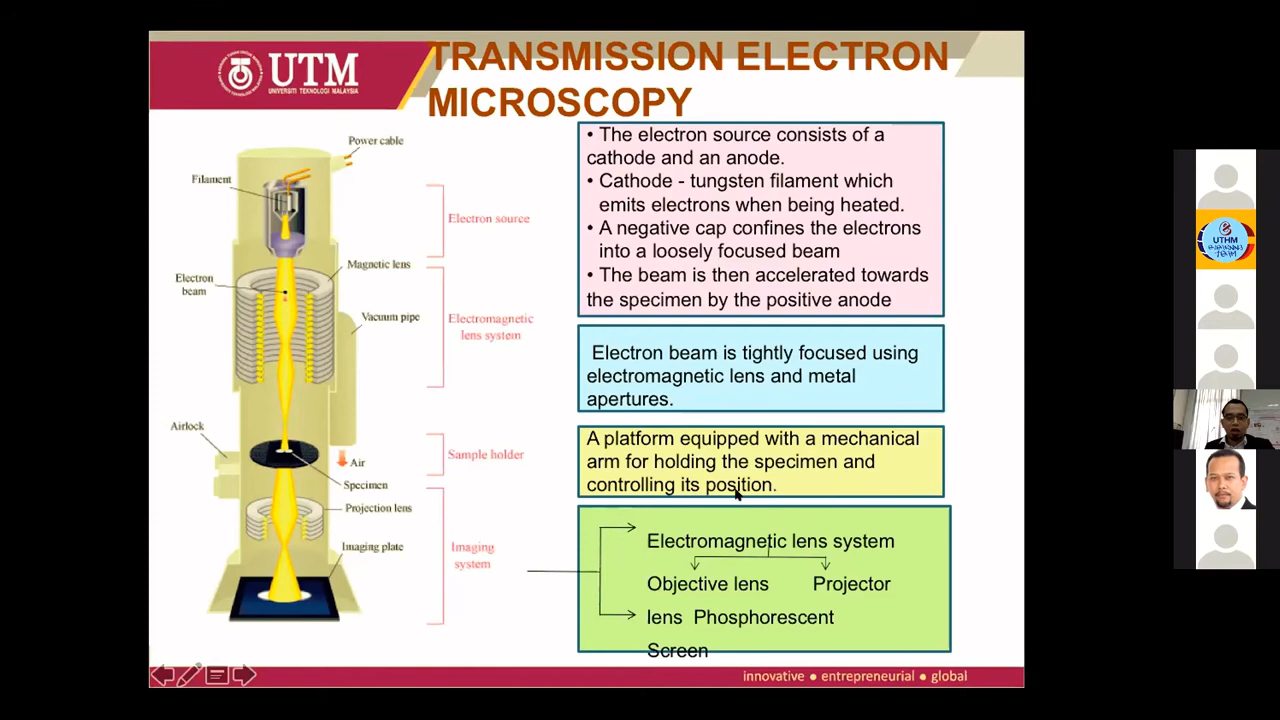 UTM
UNIVERSITI TEKNOLOGI MALAYSIA
TRANSMISSION ELECTRON
MICROSCOPY
Power cable
Filament
Electron source
Magnetic lens
Electron
beam
Vacuum pipe
Electromagnetic
lens system
Airlock
Air
Sample holder
Specimen
Projection lens
Imaging plate
Imaging
system
• The electron source consists of a
cathode and an anode.
• Cathode - tungsten filament which
emits electrons when being heated.
• A negative cap confines the electrons
into a loosely focused beam
• The beam is then accelerated towards
the specimen by the positive anode
Electron beam is tightly focused using
electromagnetic lens and metal
apertures.
A platform equipped with a mechanical
arm for holding the specimen and
controlling its position.
Electromagnetic lens system
Objective lens Projector
lens Phosphorescent
Screen
innovative ● entrepreneurial ● global
UTHM